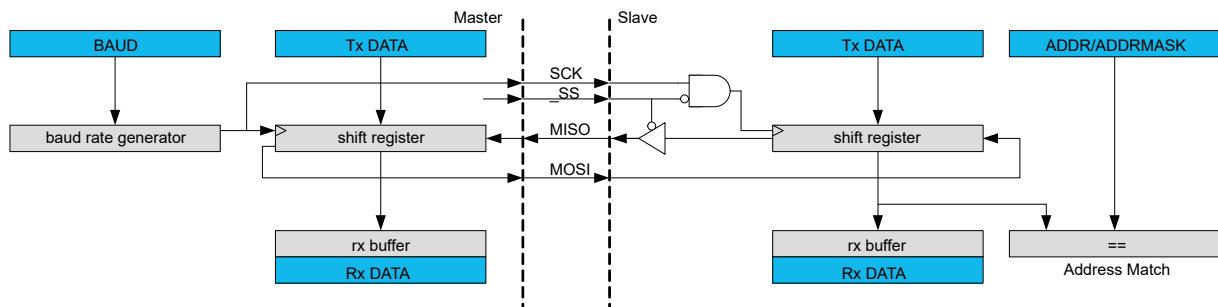 Master
Slave
BAUD
Tx DATA
Tx DATA
ADDR/ADDRMASK
SCK
_SS
baud rate generator
shift register
MISO
shift register
MOSI
rx buffer
rx buffer
==
Rx DATA
Rx DATA
Address Match